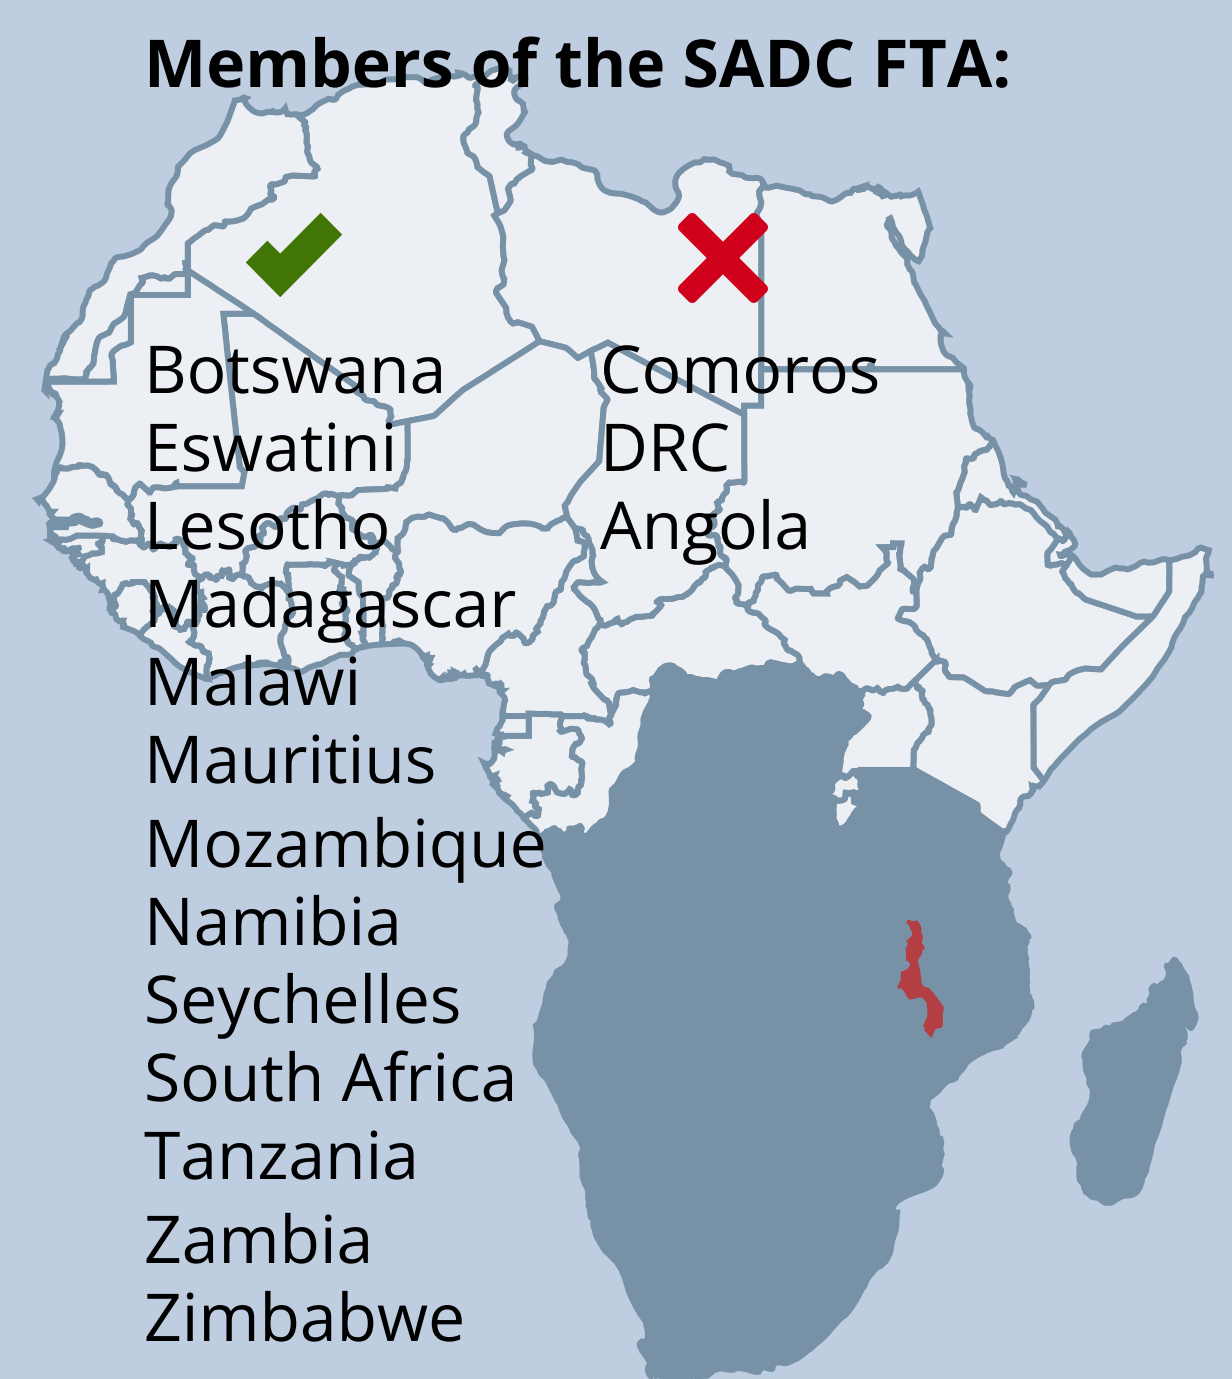 Members of the SADC FTA:
Botswana
Eswatini
Lesotho
Madagascar
Malawi
Mauritius
Mozambique
Namibia
Seychelles
South Africa
Tanzania
Zambia
Zimbabwe
Comoros
DRC
Angola